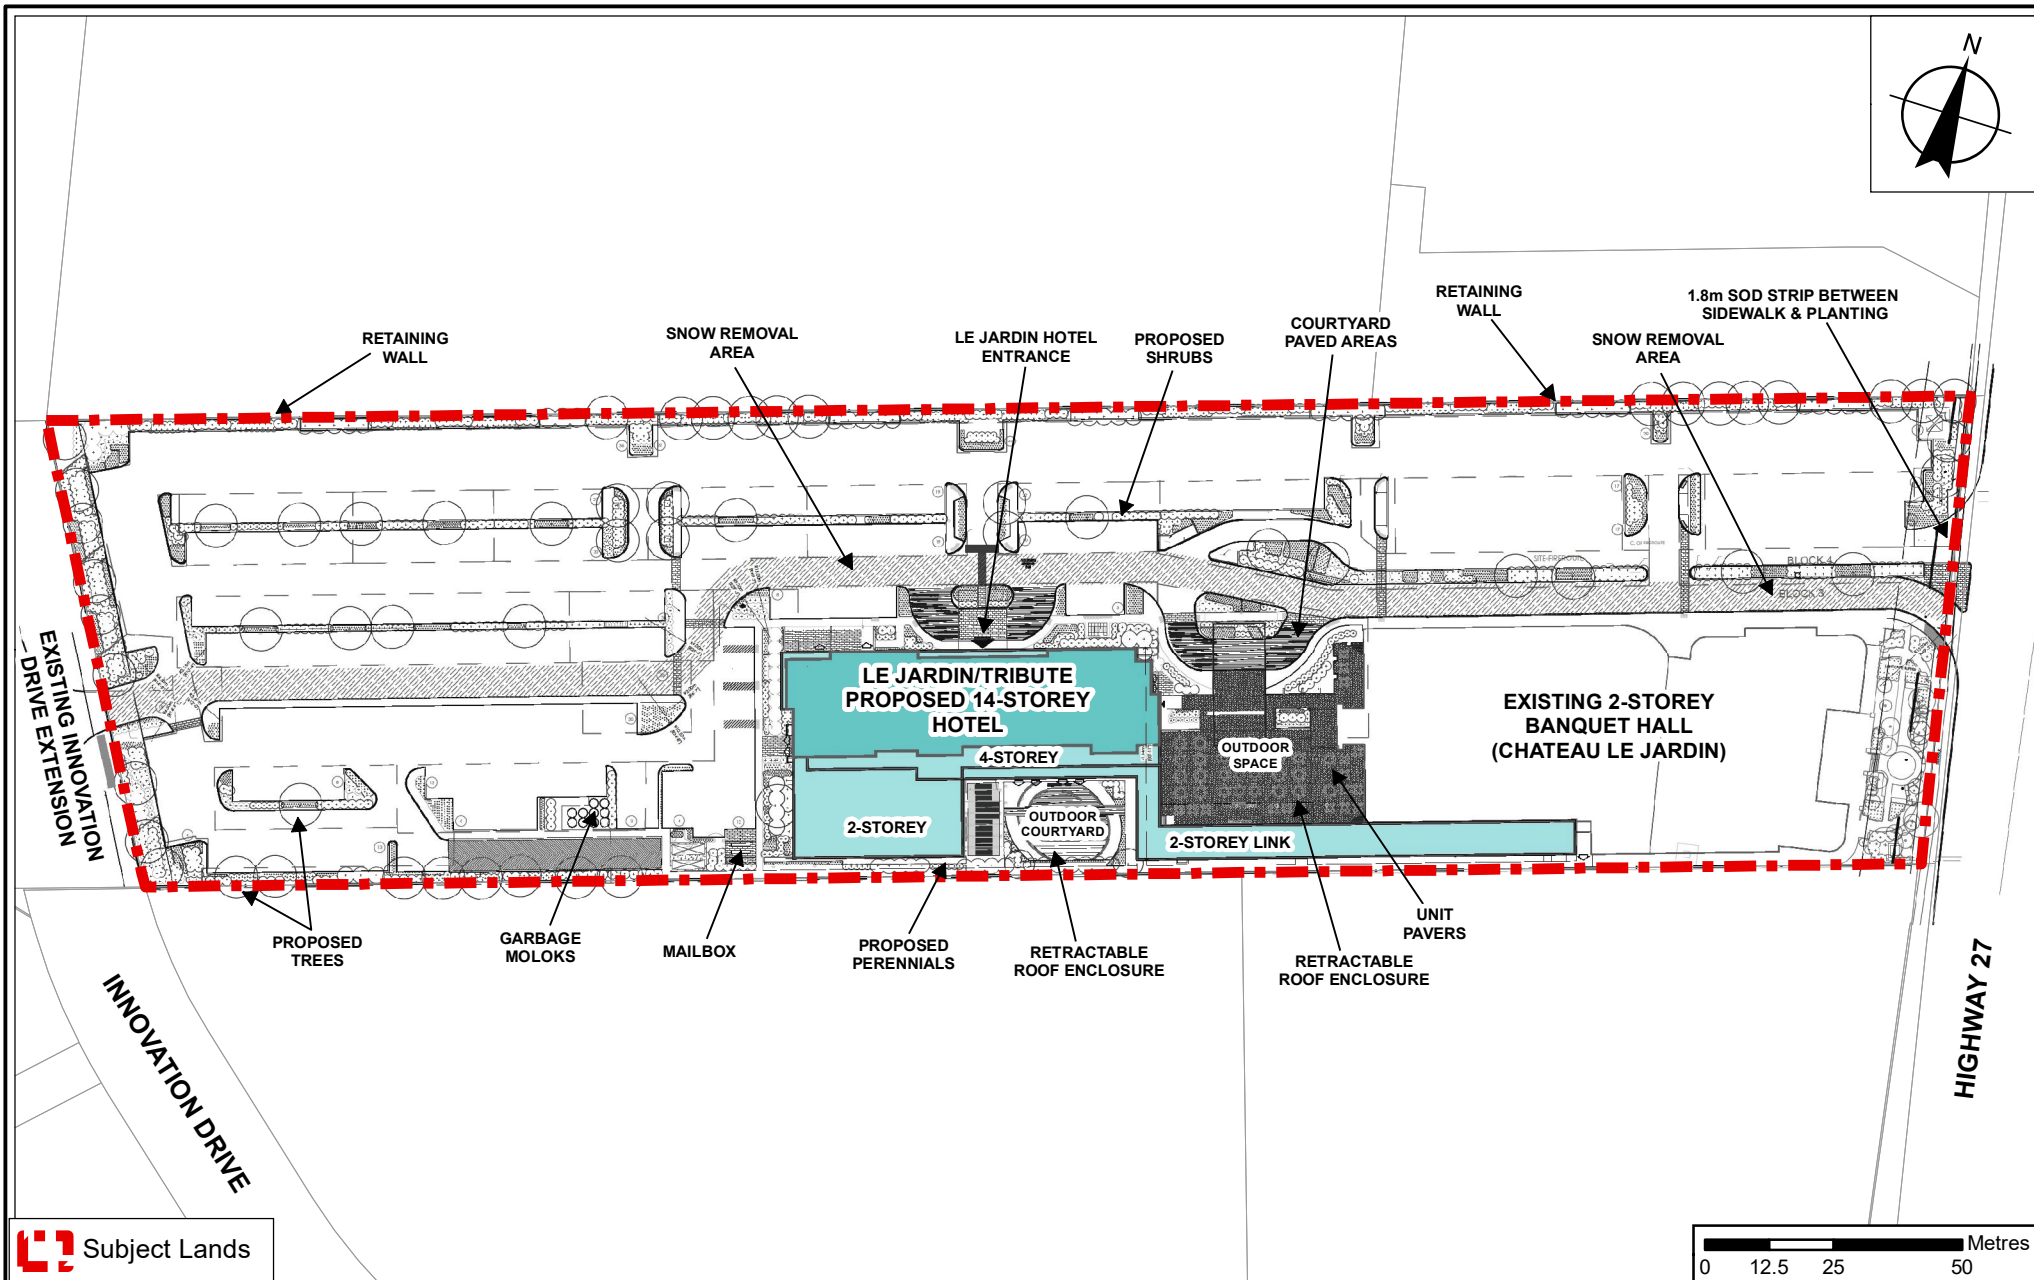 N
RETAINING
WALL
SNOW REMOVAL
AREA
LE JARDIN HOTEL
ENTRANCE
PROPOSED
SHRUBS
COURTYARD
PAVED AREAS
RETAINING
WALL
SNOW REMOVAL
AREA
1.8m SOD STRIP BETWEEN
SIDEWALK & PLANTING
BLOCK 4
BLOCK 3
EXISTING INNOVATION
DRIVE EXTENSION
LE JARDIN/TRIBUTE
PROPOSED 14-STOREY
HOTEL
4-STOREY
2-STOREY
OUTDOOR
COURTYARD
OUTDOOR
SPACE
2-STOREY LINK
EXISTING 2-STOREY
BANQUET HALL
(CHATEAU LE JARDIN)
PROPOSED
TREES
GARBAGE
MOLOKS
MAILBOX
PROPOSED
PERENNIALS
RETRACTABLE
ROOF ENCLOSURE
RETRACTABLE
ROOF ENCLOSURE
UNIT
PAVERS
INNOVATION DRIVE
HIGHWAY 27
Subject Lands
Metres
0 12.5 25 50